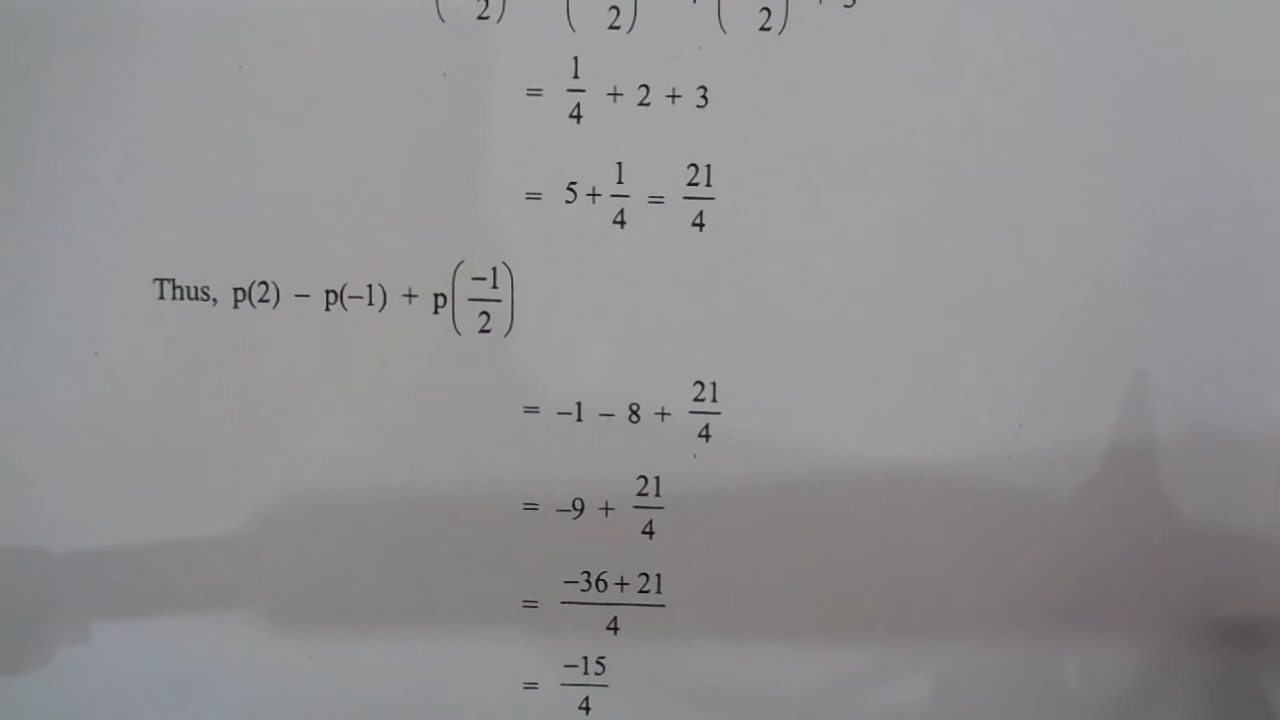 = 1/4 + 2 + 3
= 5 + 1/4 = 21/4
Thus, p(2) – p(–1) + p(–1/2)
= –1 – 8 + 21/4
= –9 + 21/4
= (–36 + 21)/4
= –15/4